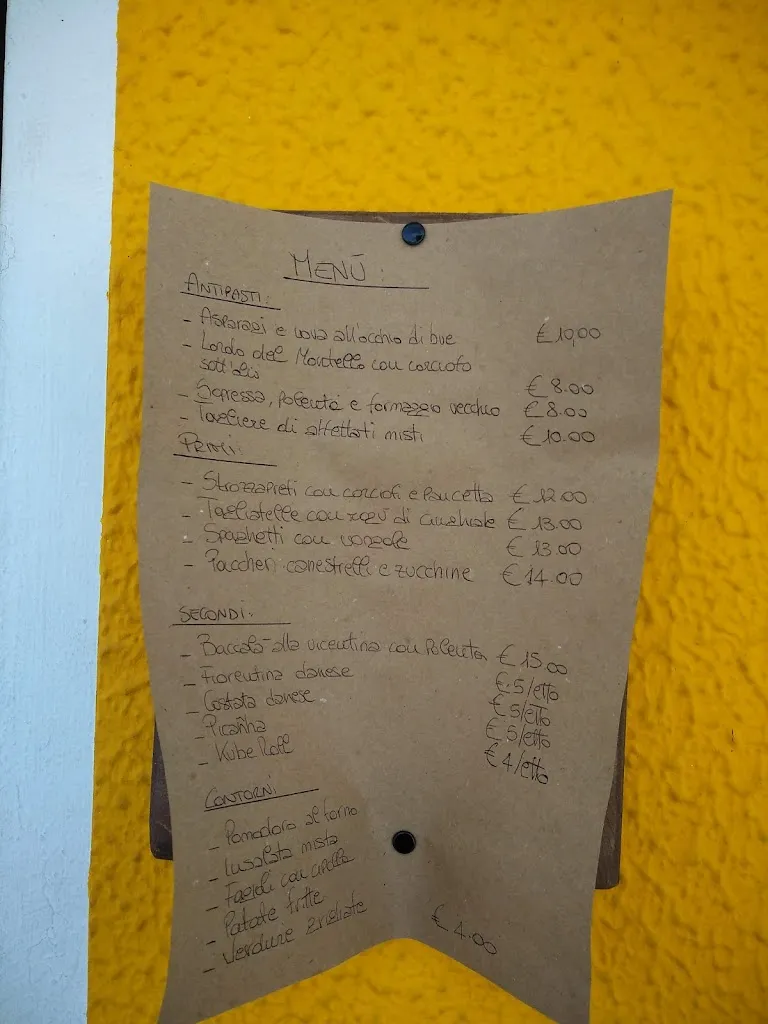 MENÙ:
ANTIPASTI:
- Asparagi e uova all'occhio di bue € 10,00
- Lardo del Montello con carciofo
sott'olio € 8.00
- Sopressa, polenta e formaggio vecchio € 8.00
- Tagliere di affettati misti € 10.00
PRIMI:
- Strozzapreti con carciofi e pancetta € 12.00
- Tagliatelle con ragù di cinghiale € 13.00
- Spaghetti con vongole € 13.00
- Paccheri canestrelli e zucchine € 14.00
SECONDI:
- Baccalà alla vicentina con Polenta € 15.00
- Fiorentina danese € 5/etto
- Costata danese € 5/etto
- Picanha € 5/etto
- Kube Roll € 4/etto
CONTORNI
- Pomodoro al forno
- Insalata mista
- Fagioli con cipolla
- Patate fritte
- Verdure grigliate € 4.00